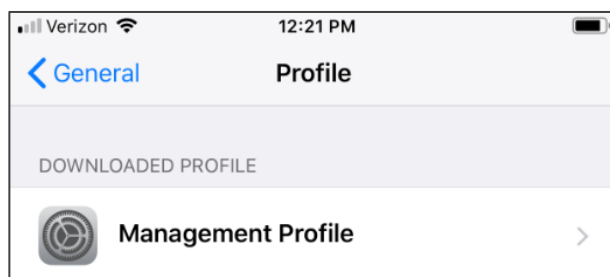 Verizon 12:21 PM
General Profile
DOWNLOADED PROFILE
Management Profile